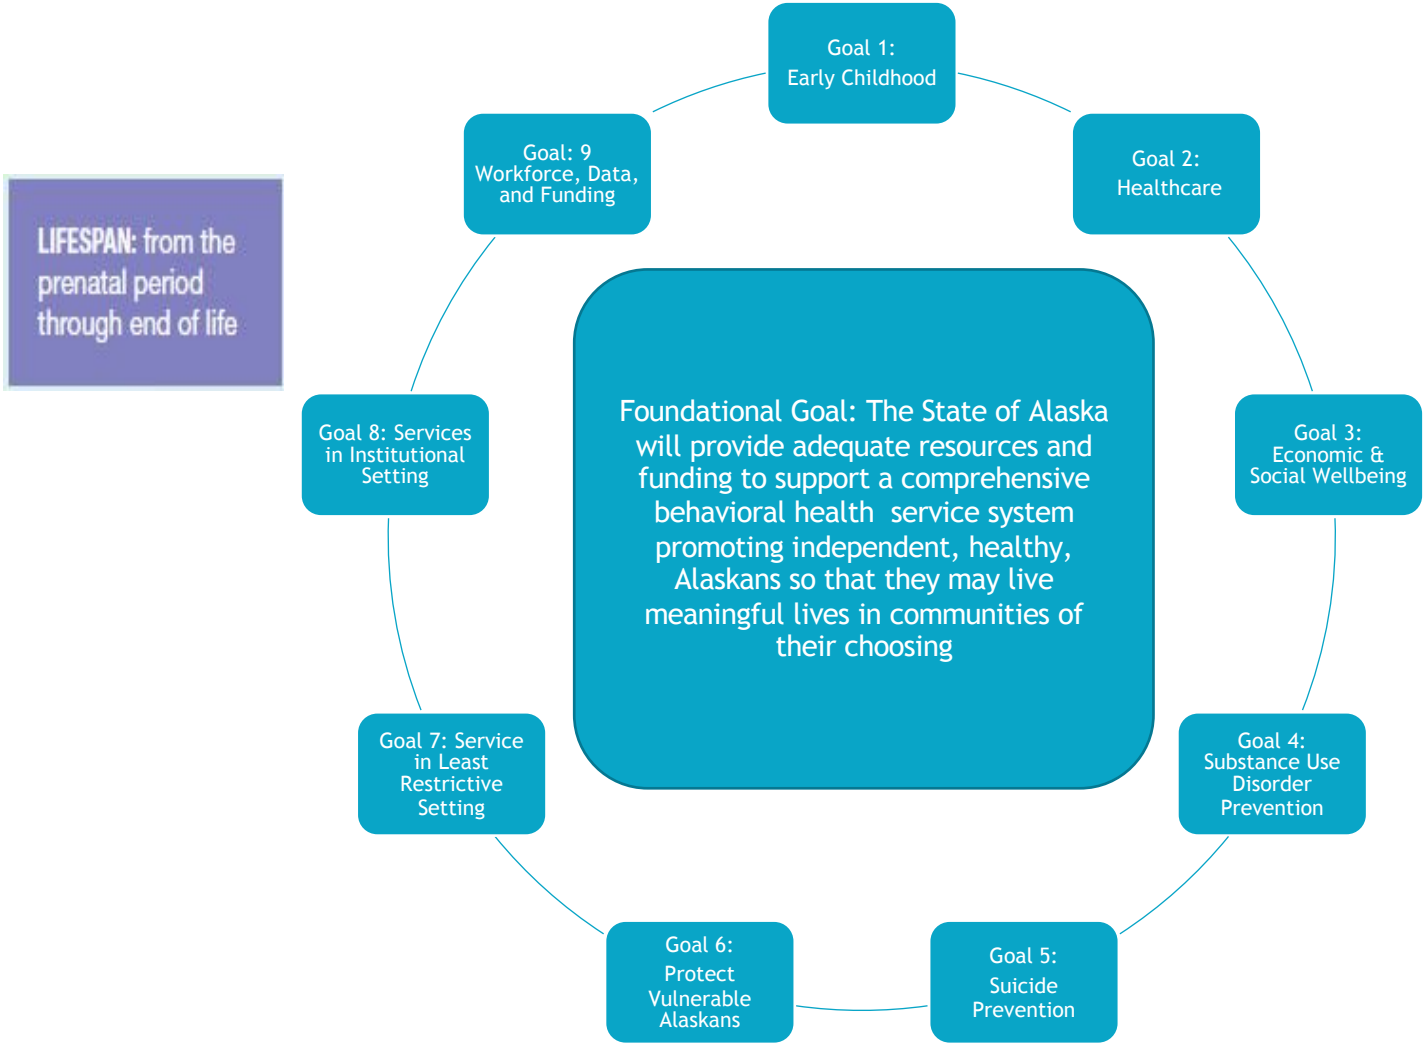 Goal 1:
Early Childhood
Goal 2:
Healthcare
Goal 3:
Economic &
Social Wellbeing
Goal 4:
Substance Use
Disorder
Prevention
Goal 5:
Suicide
Prevention
Goal 6:
Protect
Vulnerable
Alaskans
Goal 7: Service
in Least
Restrictive
Setting
Goal 8: Services
in Institutional
Setting
Goal: 9
Workforce, Data,
and Funding
LIFESPAN: from the
prenatal period
through end of life
Foundational Goal: The State of Alaska
will provide adequate resources and
funding to support a comprehensive
behavioral health  service system
promoting independent, healthy,
Alaskans so that they may live
meaningful lives in communities of
their choosing